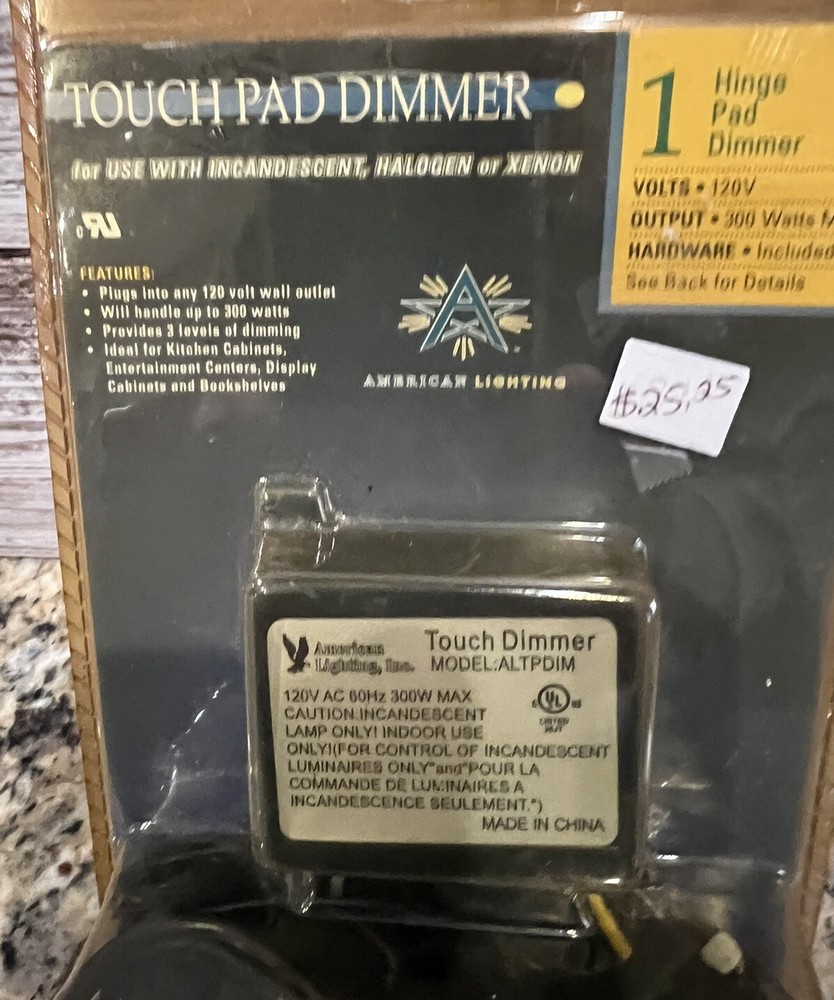 TOUCH PAD DIMMER
for USE WITH INCANDESCENT, HALOGEN or XENON
FEATURES:
• Plugs into any 120 volt wall outlet
• Will handle up to 300 watts
• Provides 3 levels of dimming
• Ideal for Kitchen Cabinets,
Entertainment Centers, Display
Cabinets and Bookshelves
AMERICAN LIGHTING
1 Hinge
Pad
Dimmer
VOLTS • 120V
OUTPUT • 300 Watts
HARDWARE • Included
See Back for Details
$25.25
American
Lighting, Inc.
Touch Dimmer
MODEL:ALTPDIM
120V AC 60Hz 300W MAX
CAUTION:INCANDESCENT
LAMP ONLY! INDOOR USE
ONLY!(FOR CONTROL OF INCANDESCENT
LUMINAIRES ONLY"and"POUR LA
COMMANDE DE LUMINAIRES A
INCANDESCENCE SEULEMENT.")
MADE IN CHINA
c UL us
LISTED